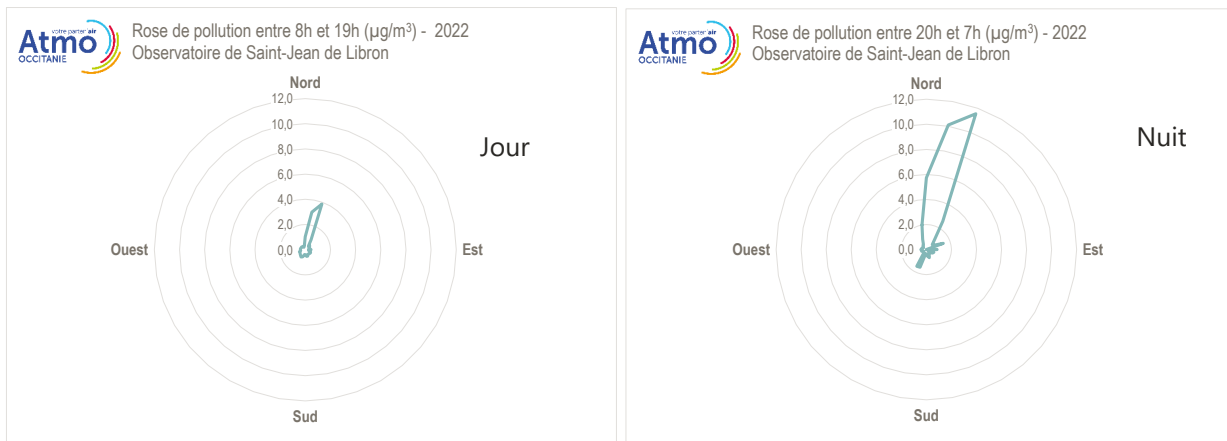 votre parten'air
Atmo
OCCITANIE
Rose de pollution entre 8h et 19h (µg/m³) - 2022
Observatoire de Saint-Jean de Libron
Jour
Nord
12,0
10,0
8,0
6,0
4,0
2,0
0,0
Ouest
Est
Sud
votre parten'air
Atmo
OCCITANIE
Rose de pollution entre 20h et 7h (µg/m³) - 2022
Observatoire de Saint-Jean de Libron
Nuit
Nord
12,0
10,0
8,0
6,0
4,0
2,0
0,0
Ouest
Est
Sud